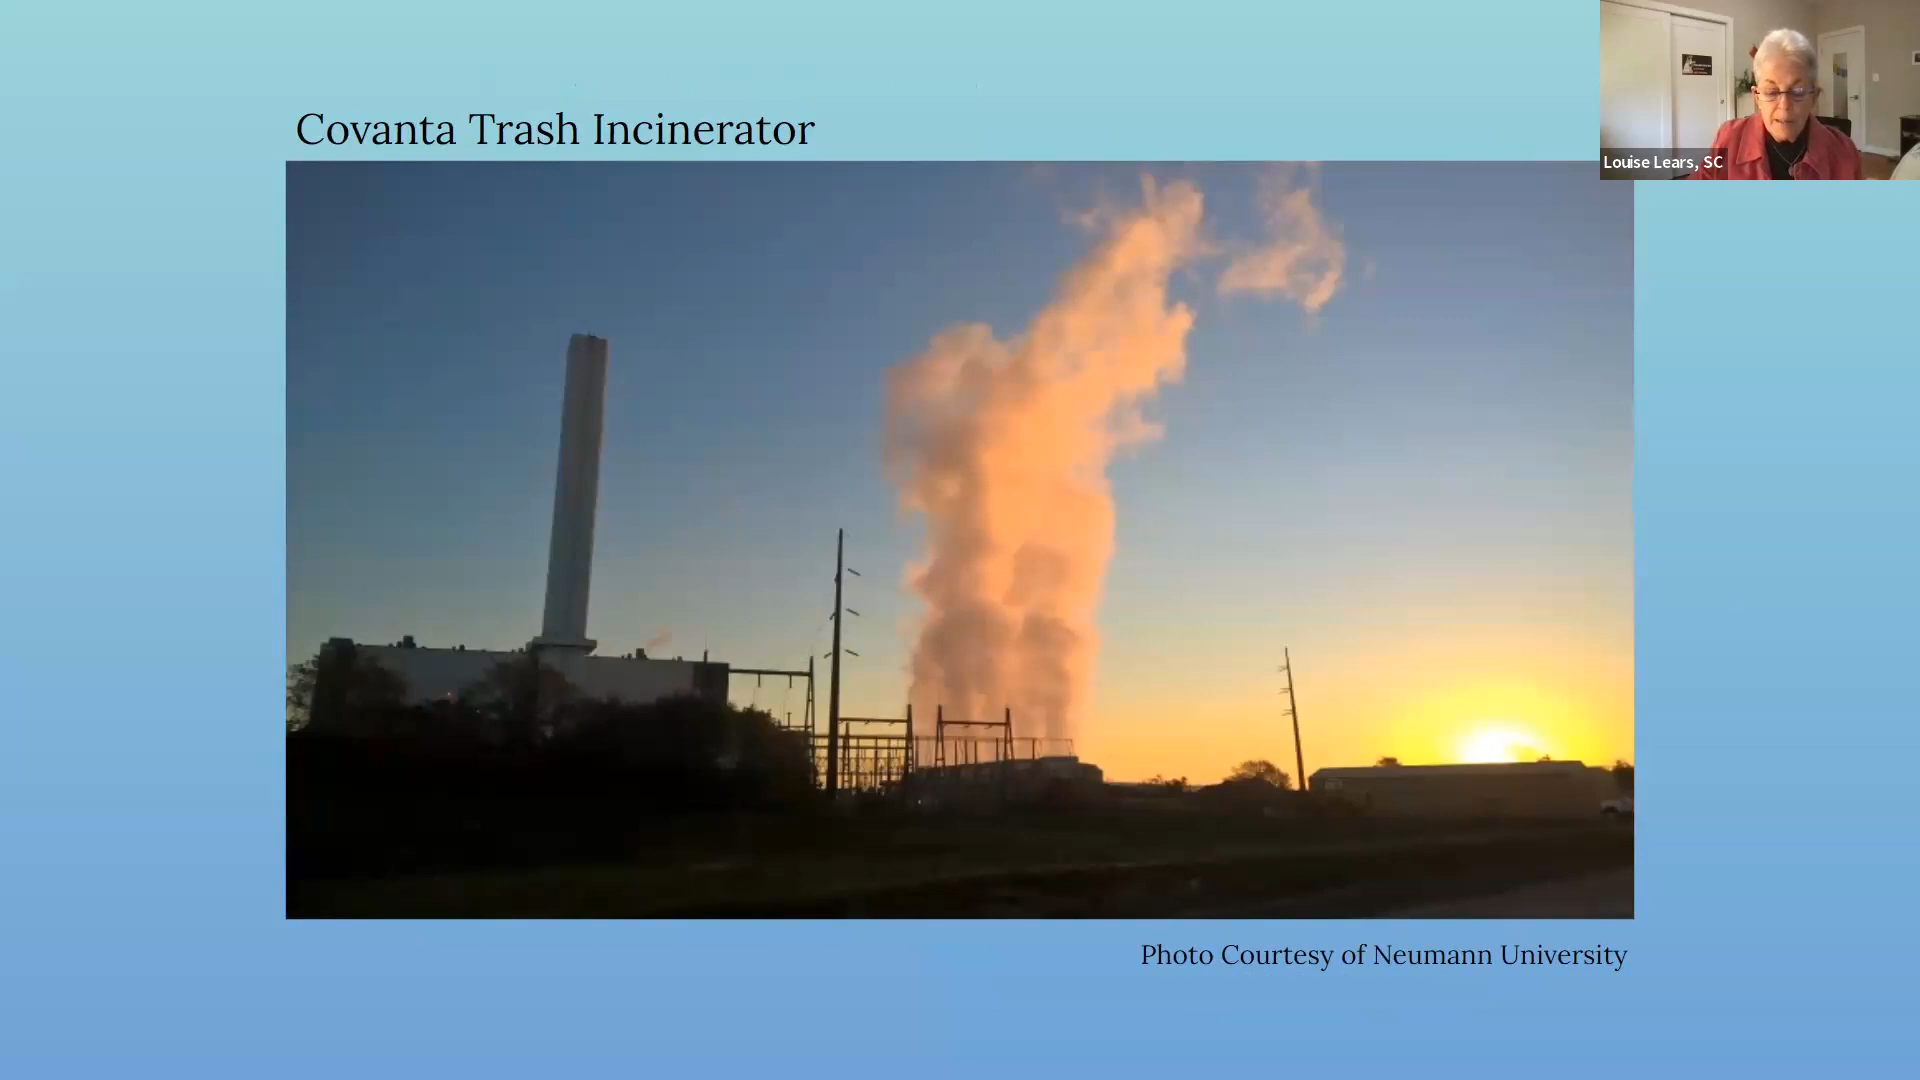 Covanta Trash Incinerator
Louise Lears, SC
Photo Courtesy of Neumann University